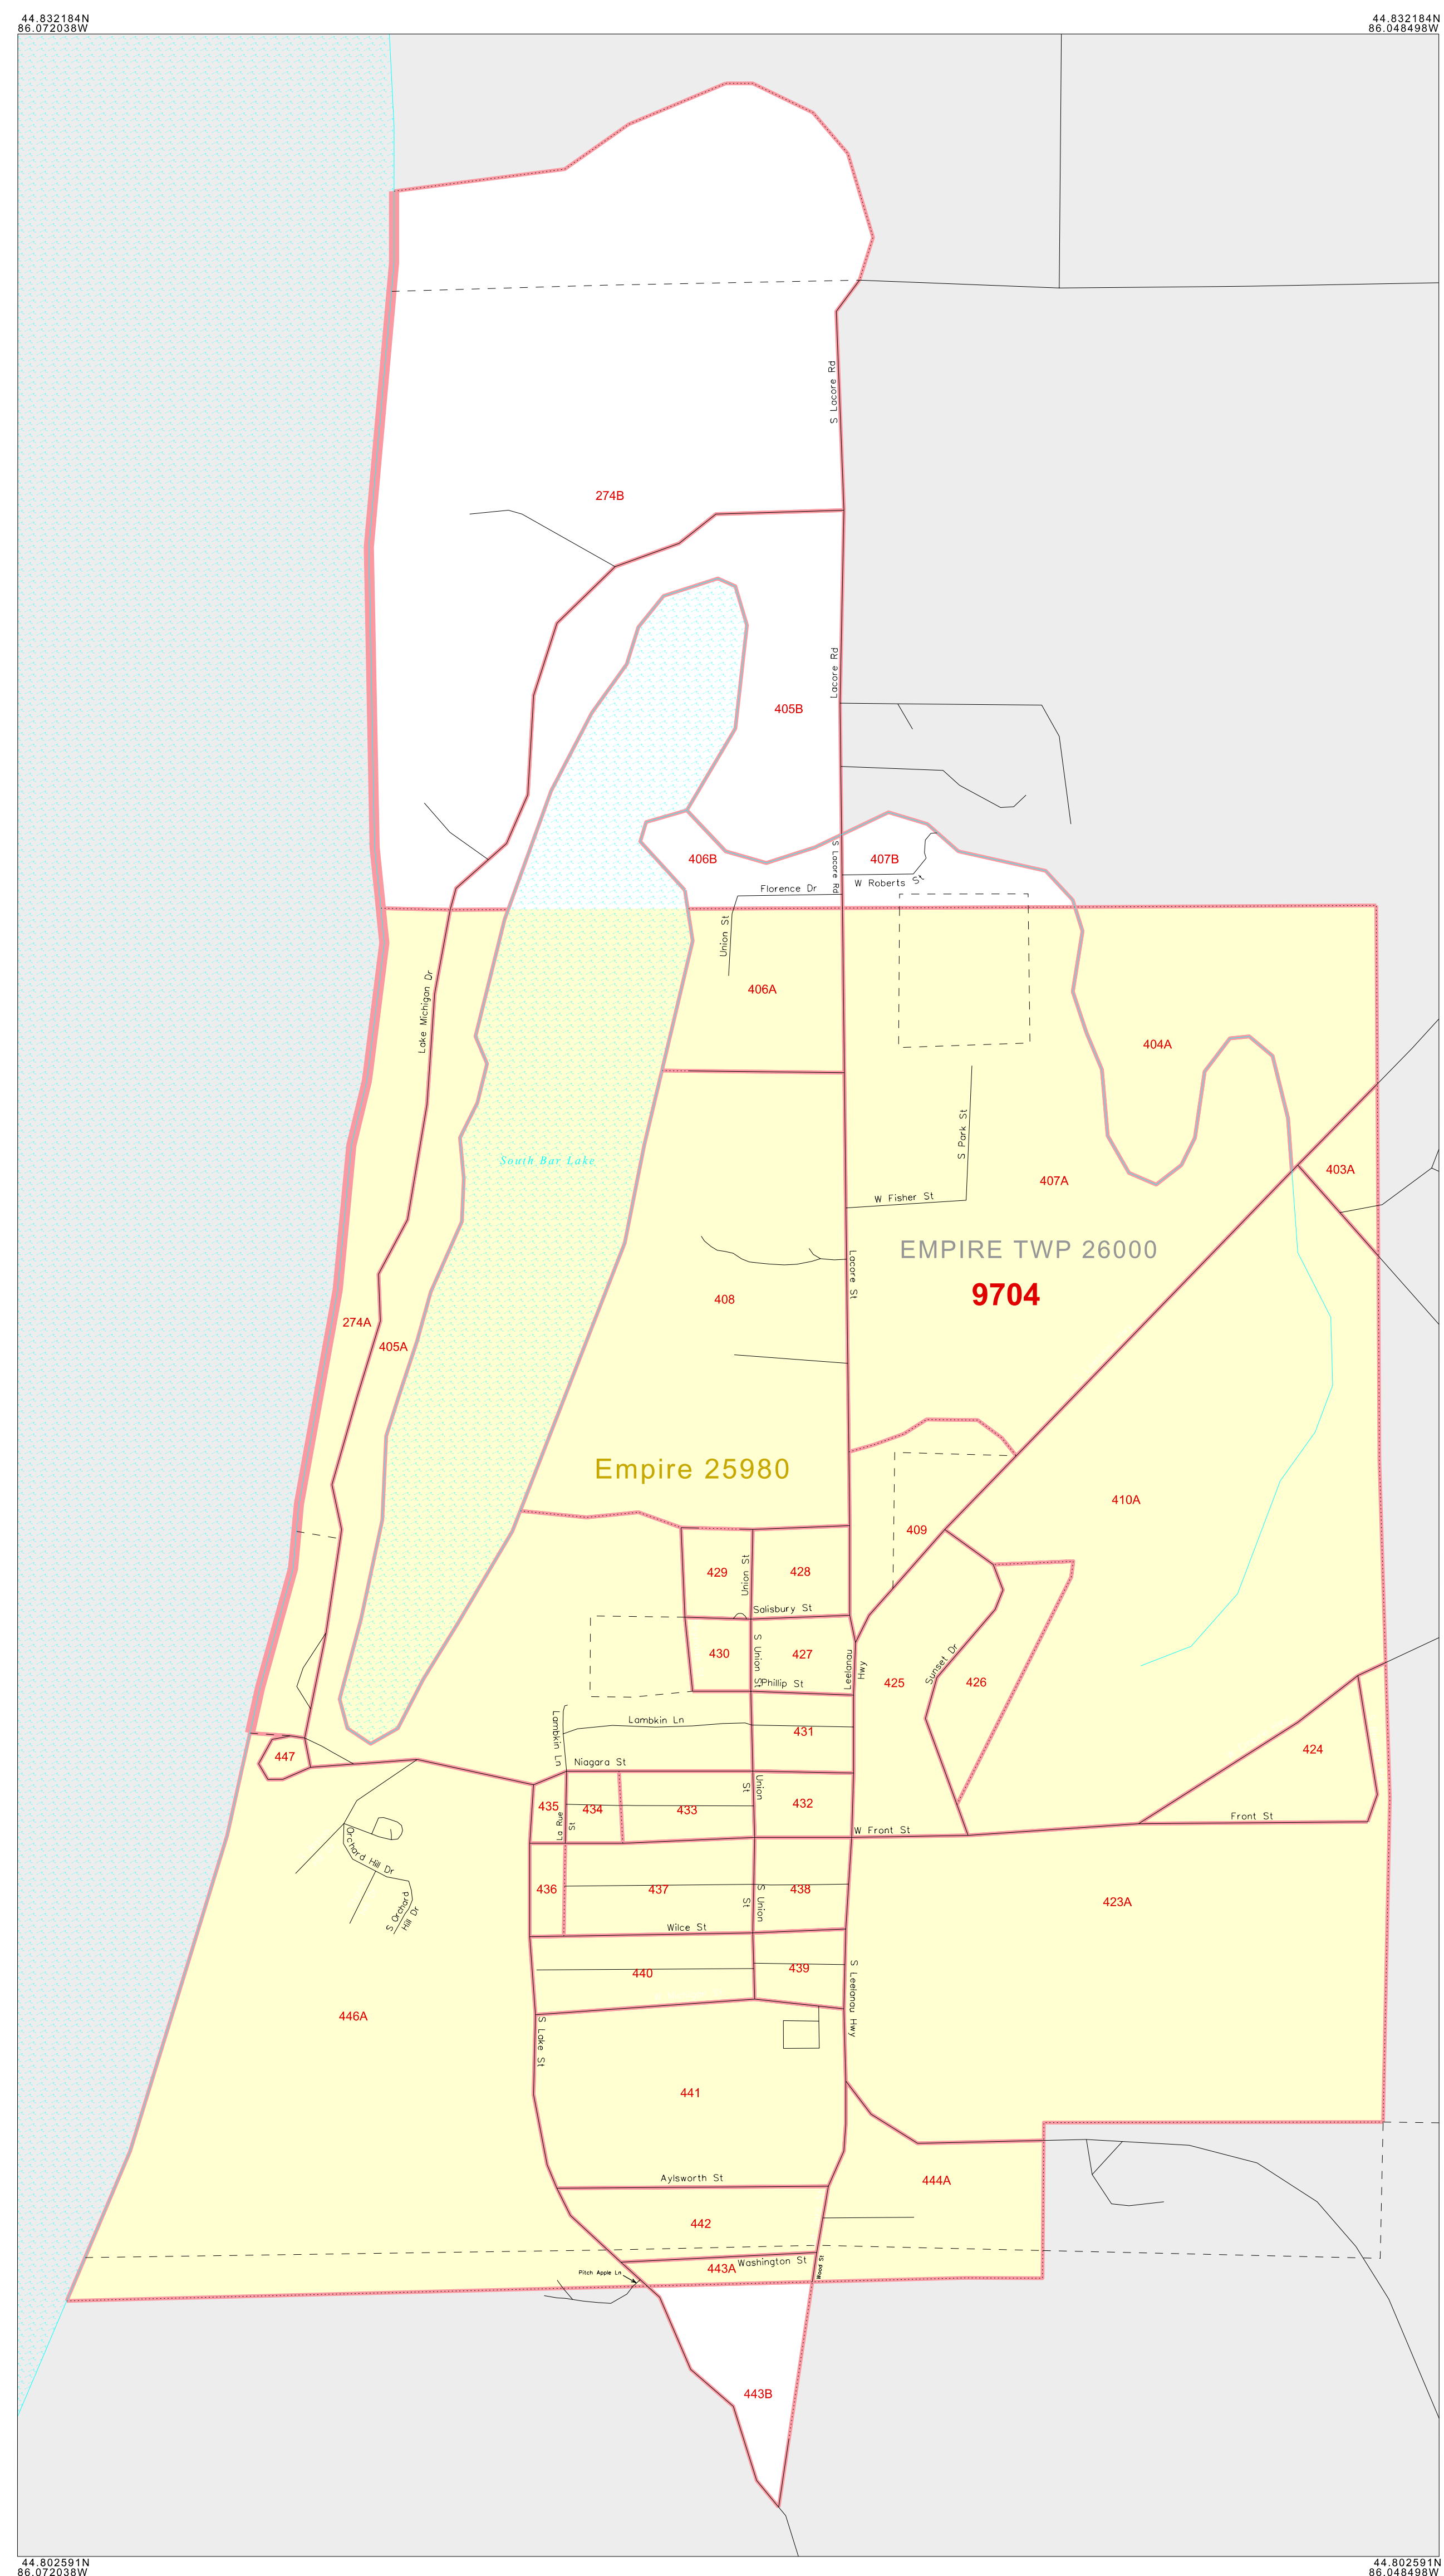 44.832184N
86.072038W
44.832184N
86.048498W
S Lacore Rd
274B
Lacore Rd
405B
S Lacore Rd
406B
407B
W Roberts St
Florence Dr
Union St
Lake Michigan Dr
406A
404A
S Park St
South Bar Lake
403A
407A
W Fisher St
EMPIRE TWP 26000
Lacore St
9704
408
274A
405A
Empire 25980
410A
409
429
428
Union St
Salisbury St
430
427
S Union St
Leelanau
Hwy
Sunset Dr
425
426
Phillip St
Lambkin Ln
Lambkin Ln
431
447
Niagara St
424
Union
St
435
434
433
432
La Rue
St
W Front St
Front St
Orchard Hill Dr
436
437
438
S Union
St
423A
S Orchard
Hill Dr
Wilce St
440
439
S Leelanau Hwy
446A
S Lake St
441
Aylsworth St
444A
442
Washington St
443A
Wood St
Pitch Apple Ln
443B
44.802591N
86.072038W
44.802591N
86.048498W